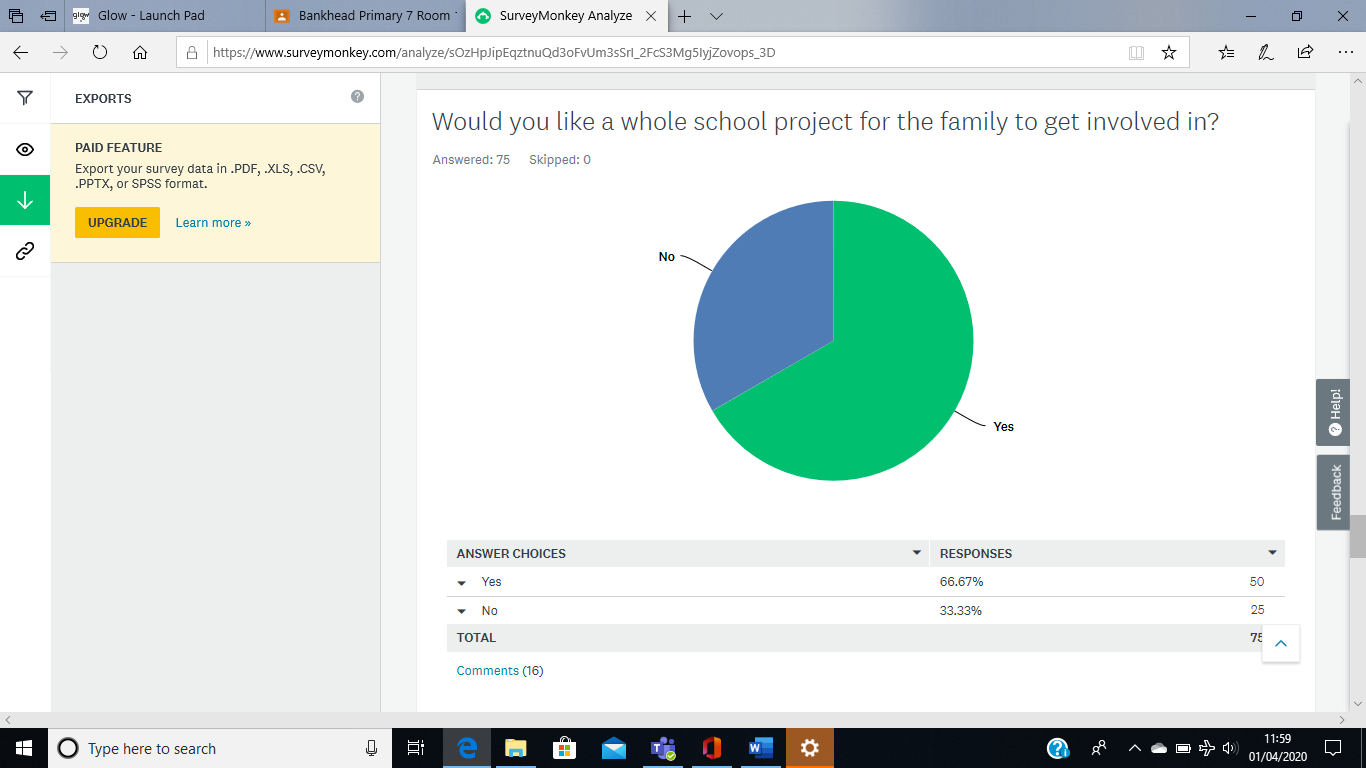 glow Glow - Launch Pad
Bankhead Primary 7 Room
SurveyMonkey Analyze
https://www.surveymonkey.com/analyze/sOzHpJipEqztnuQd3oFvUm3sSrI_2FcS3Mg5IyjZovops_3D
EXPORTS
PAID FEATURE
Export your survey data in .PDF, .XLS, .CSV,
.PPTX, or SPSS format.
UPGRADE Learn more »
Would you like a whole school project for the family to get involved in?
Answered: 75 Skipped: 0
No
Yes
Help!
Feedback
ANSWER CHOICES RESPONSES
Yes 66.67% 50
No 33.33% 25
TOTAL 75
Comments (16)
Type here to search
11:59
01/04/2020